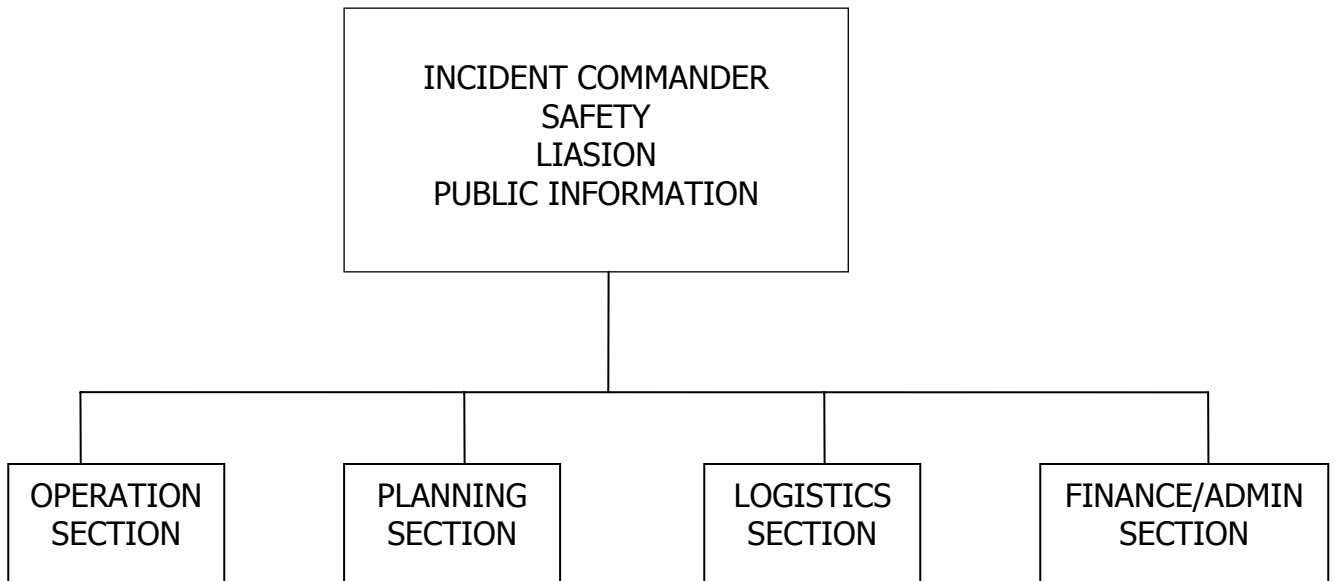 INCIDENT COMMANDER
SAFETY
LIASION
PUBLIC INFORMATION
OPERATION
SECTION
PLANNING
SECTION
LOGISTICS
SECTION
FINANCE/ADMIN
SECTION